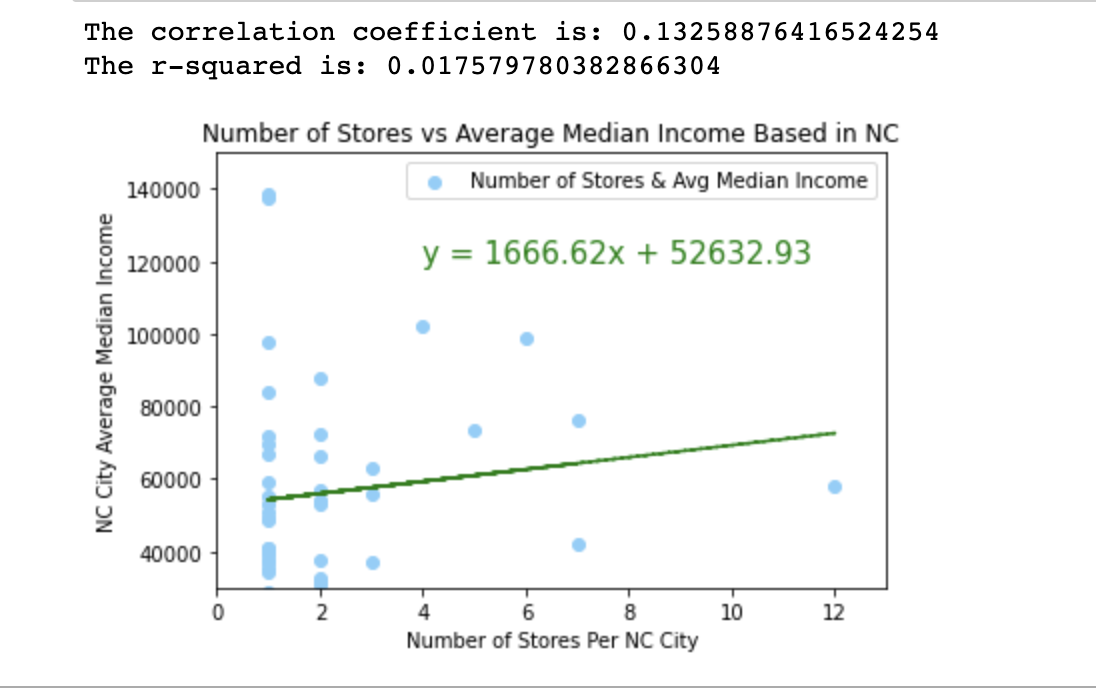 The correlation coefficient is: 0.13258876416524254
The r-squared is: 0.017579780382866304
Number of Stores vs Average Median Income Based in NC
Number of Stores & Avg Median Income
y = 1666.62x + 52632.93
NC City Average Median Income
140000
120000
100000
80000
60000
40000
0 2 4 6 8 10 12
Number of Stores Per NC City